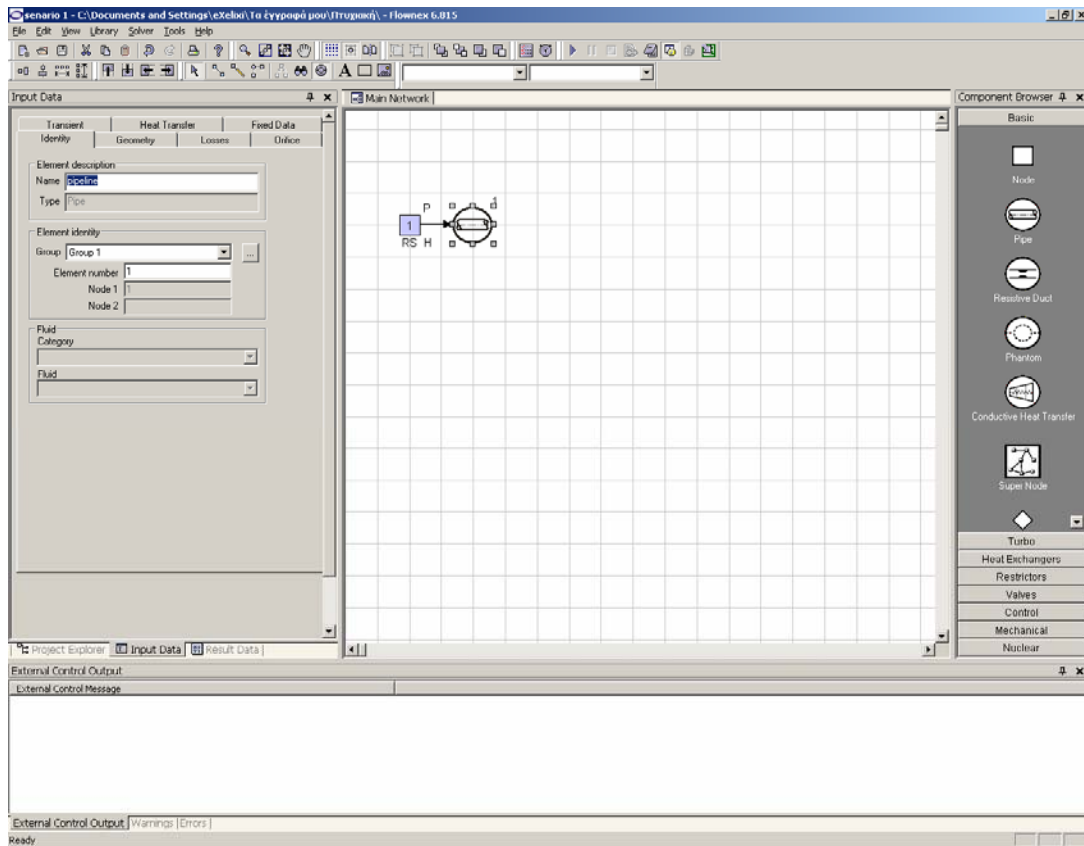 senario 1 - C:\Documents and Settings\eXelixi\Τα έγγραφά μου\Πτυχιακή\ - Flownex 6.815
File Edit View Library Solver Tools Help
Input Data
Main Network
Component Browser
Transient Heat Transfer Fixed Data
Identity Geometry Losses Orifice
Element description
Name pipeline
Type Pipe
Element identity
Group Group 1 ...
Element number 1
Node 1 1
Node 2
Fluid
Category
Fluid
P 1
1
RS H
Basic
Node
Pipe
Resistive Duct
Phantom
Conductive Heat Transfer
Super Node
Turbo
Heat Exchangers
Restrictors
Valves
Control
Mechanical
Nuclear
Project Explorer Input Data Result Data
External Control Output
External Control Message
External Control Output Warnings Errors
Ready